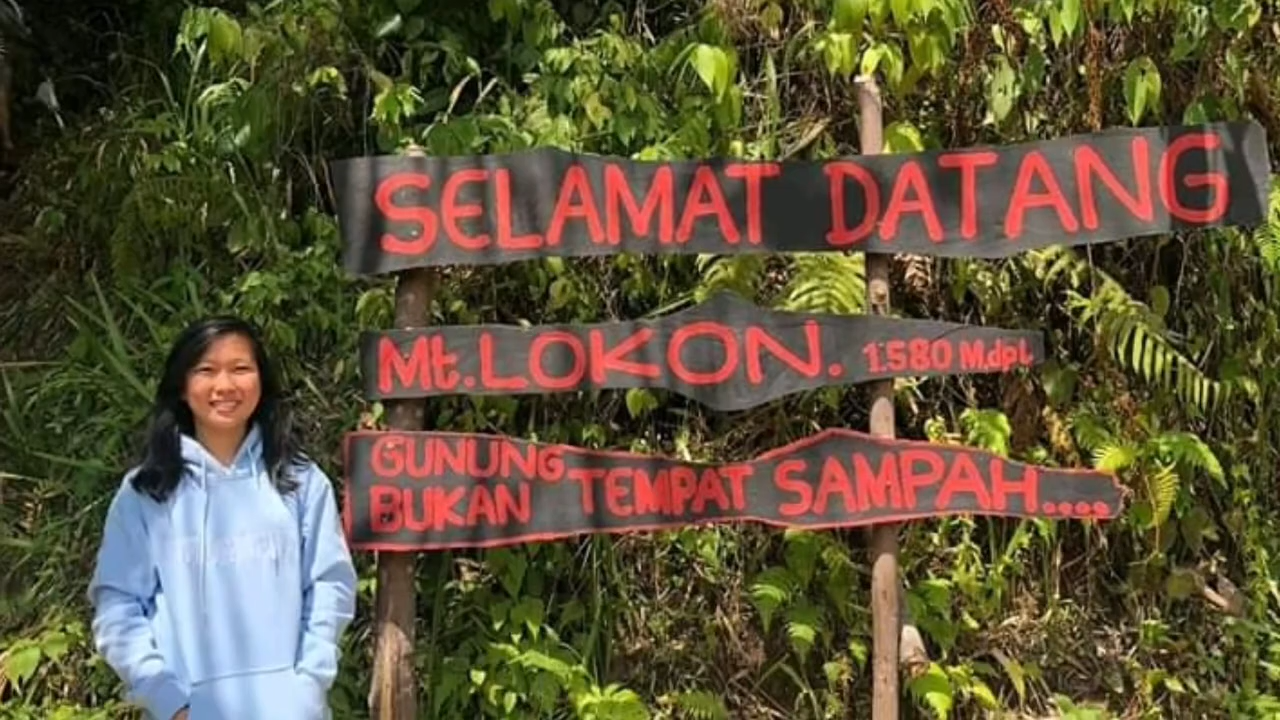 SELAMAT DATANG
Mt. LOKON. 1.580 M.dpl
GUNUNG
BUKAN TEMPAT SAMPAH....